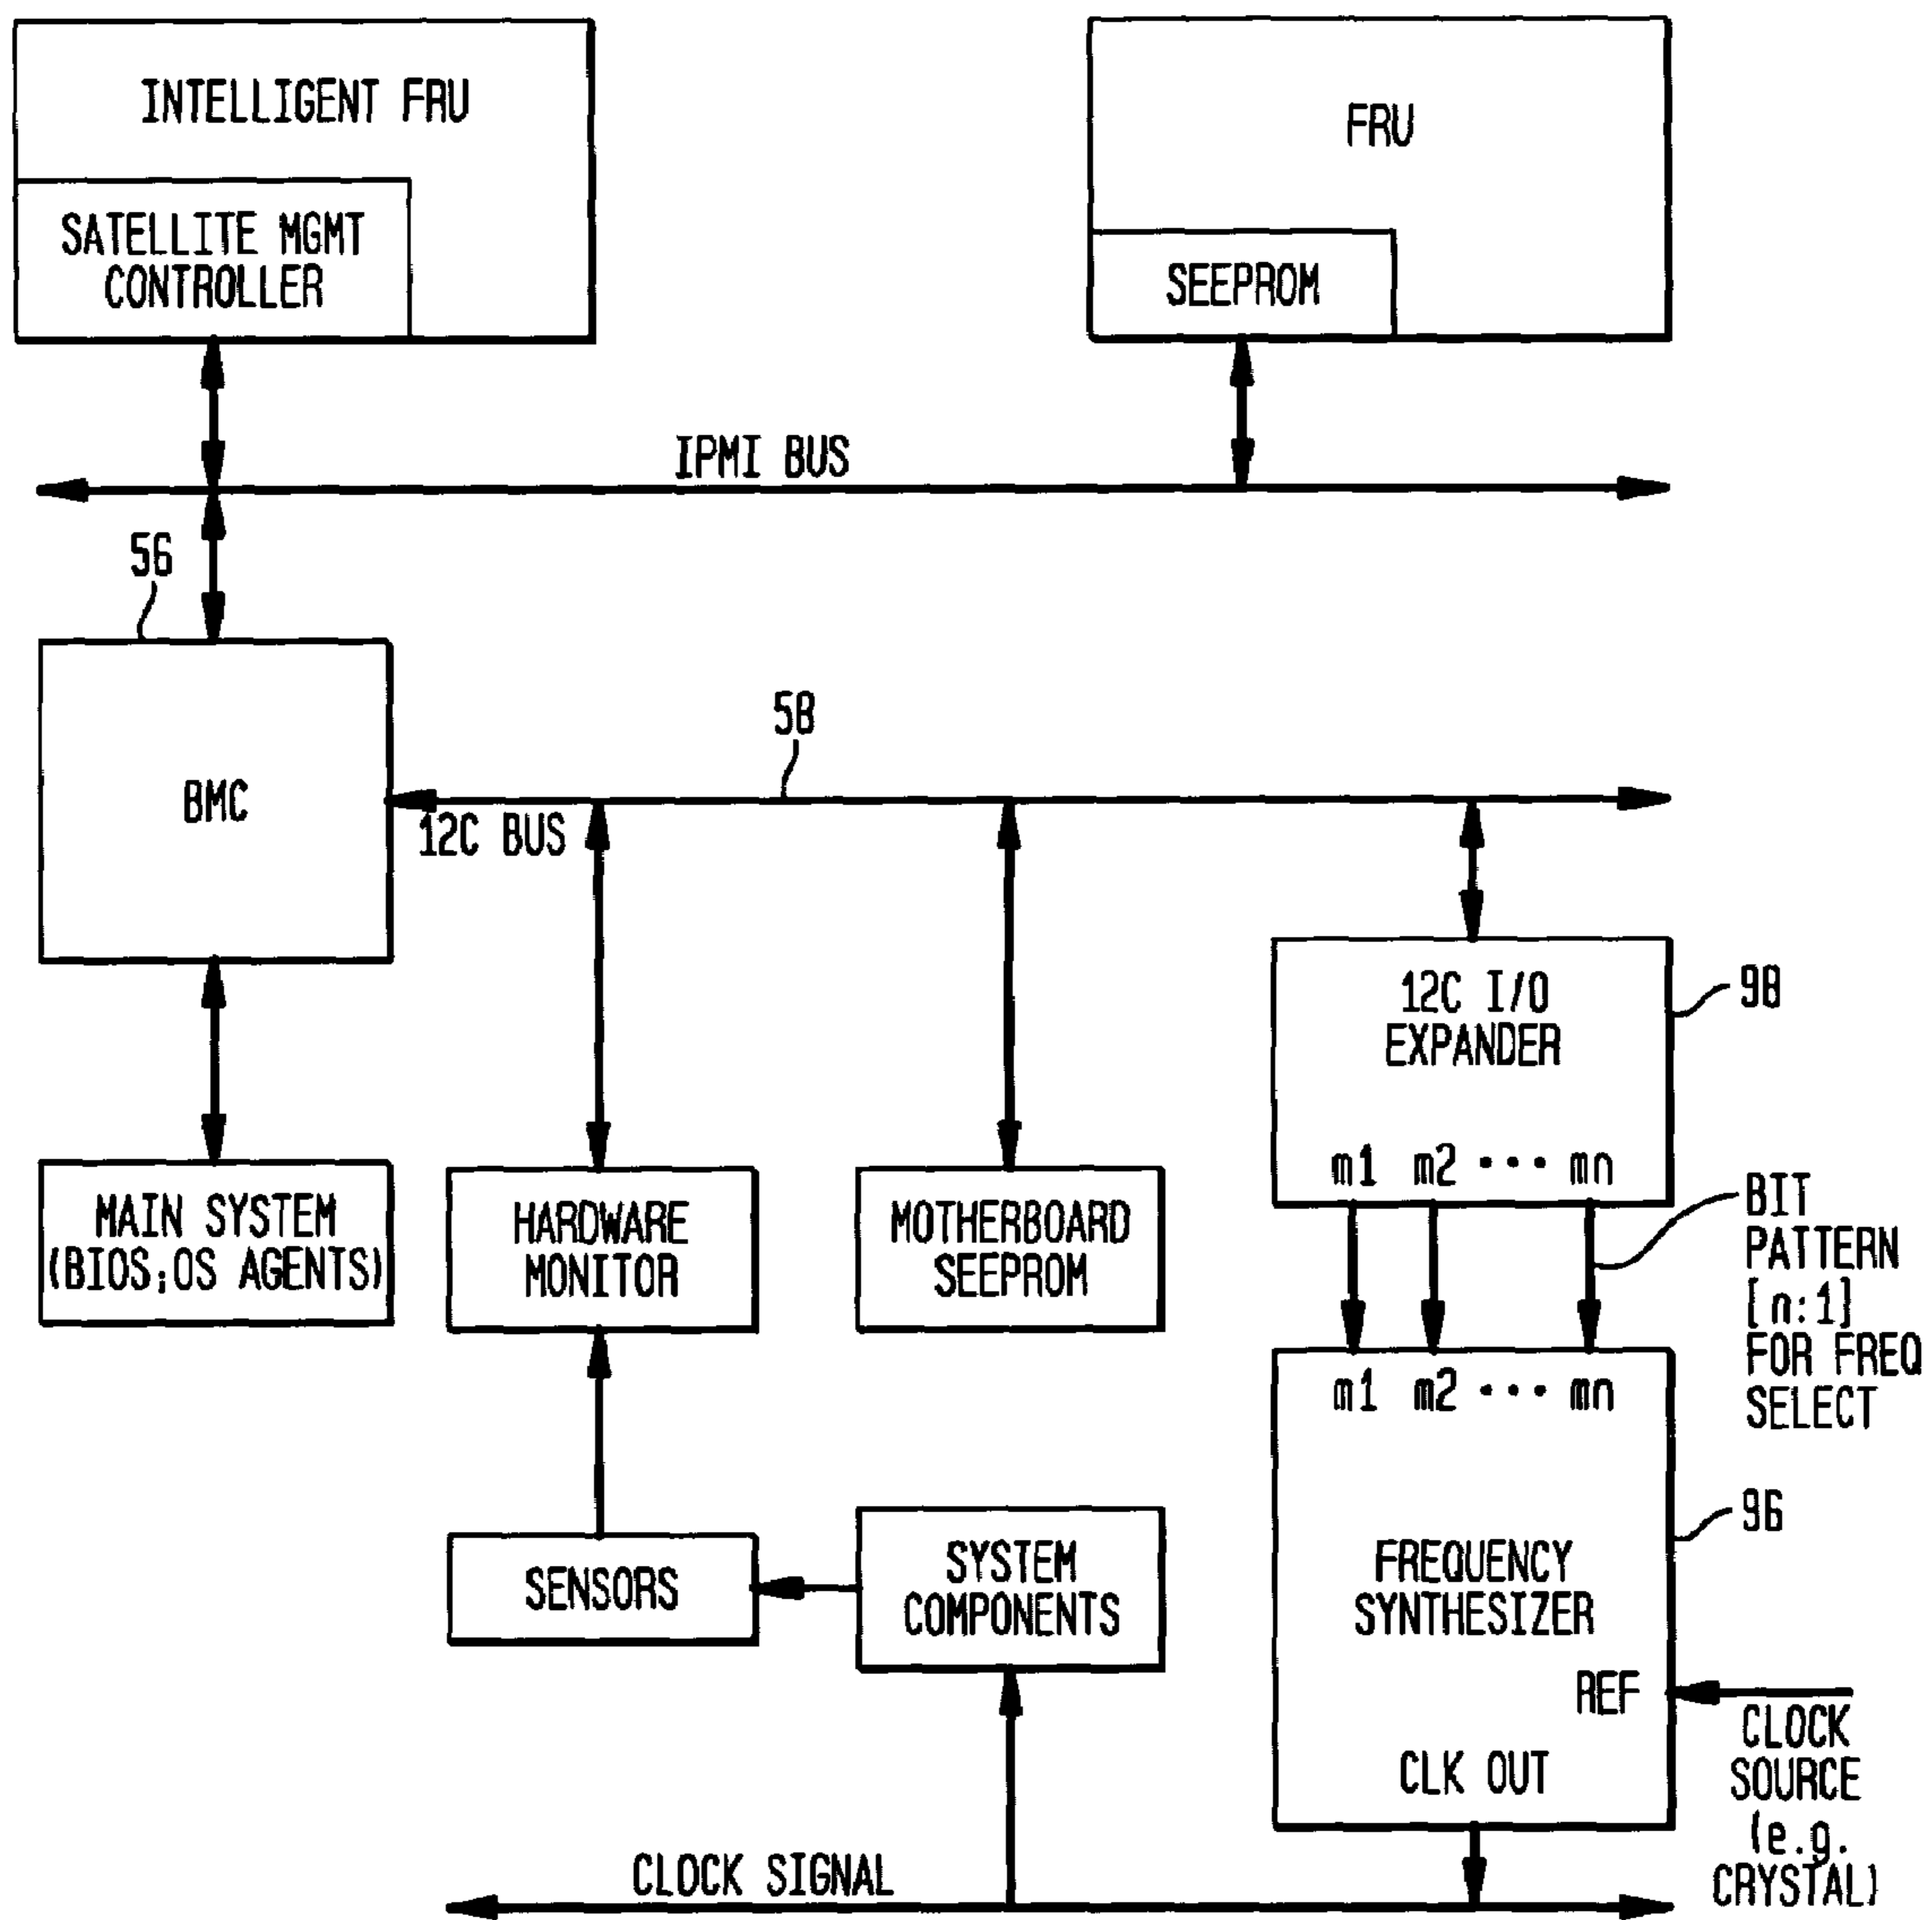 INTELLIGENT FRU
SATELLITE MGMT
CONTROLLER
FRU
SEEPROM
IPMI BUS
56
BMC
58
12C BUS
12C I/O
EXPANDER
98
m1 m2 ••• mn
BIT
PATTERN
[n:1]
FOR FREQ
SELECT
MAIN SYSTEM
(BIOS;OS AGENTS)
HARDWARE
MONITOR
MOTHERBOARD
SEEPROM
m1 m2 ••• mn
96
FREQUENCY
SYNTHESIZER
REF
CLK OUT
SENSORS
SYSTEM
COMPONENTS
CLOCK
SOURCE
(e.g.
CRYSTAL)
CLOCK SIGNAL